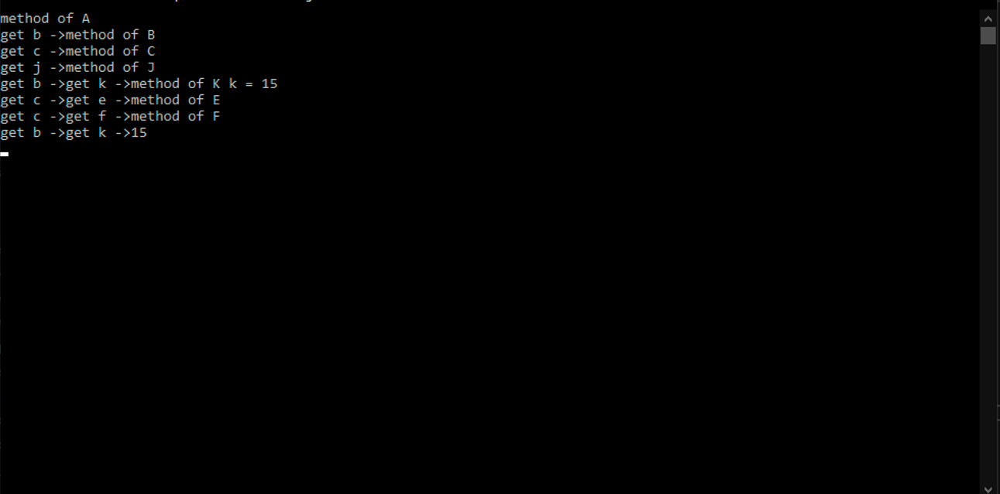 method of A
get b ->method of B
get c ->method of C
get j ->method of J
get b ->get k ->method of K k = 15
get c ->get e ->method of E
get c ->get f ->method of F
get b ->get k ->15